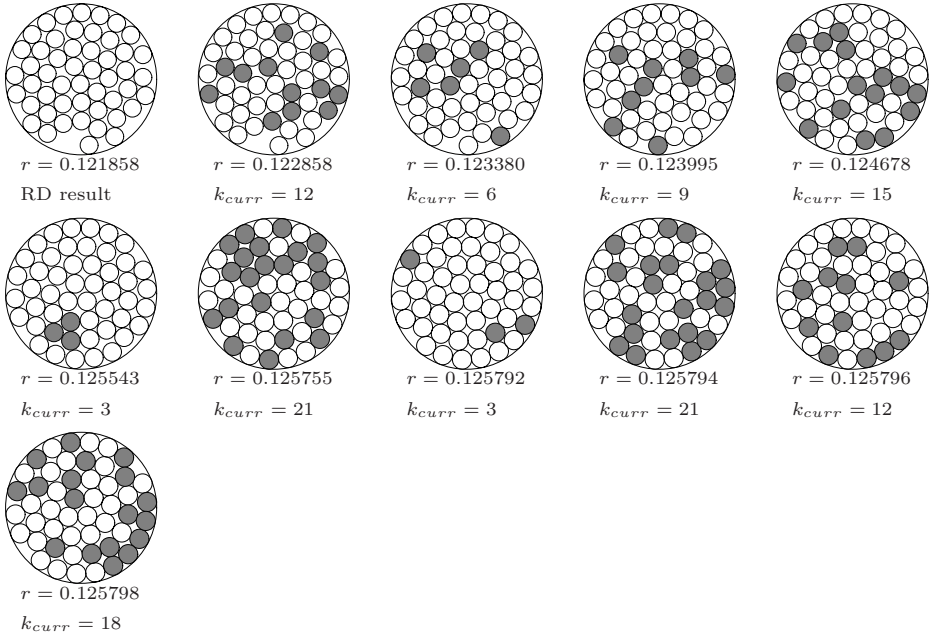 r = 0.121858
RD result
r = 0.122858
k_curr = 12
r = 0.123380
k_curr = 6
r = 0.123995
k_curr = 9
r = 0.124678
k_curr = 15
r = 0.125543
k_curr = 3
r = 0.125755
k_curr = 21
r = 0.125792
k_curr = 3
r = 0.125794
k_curr = 21
r = 0.125796
k_curr = 12
r = 0.125798
k_curr = 18